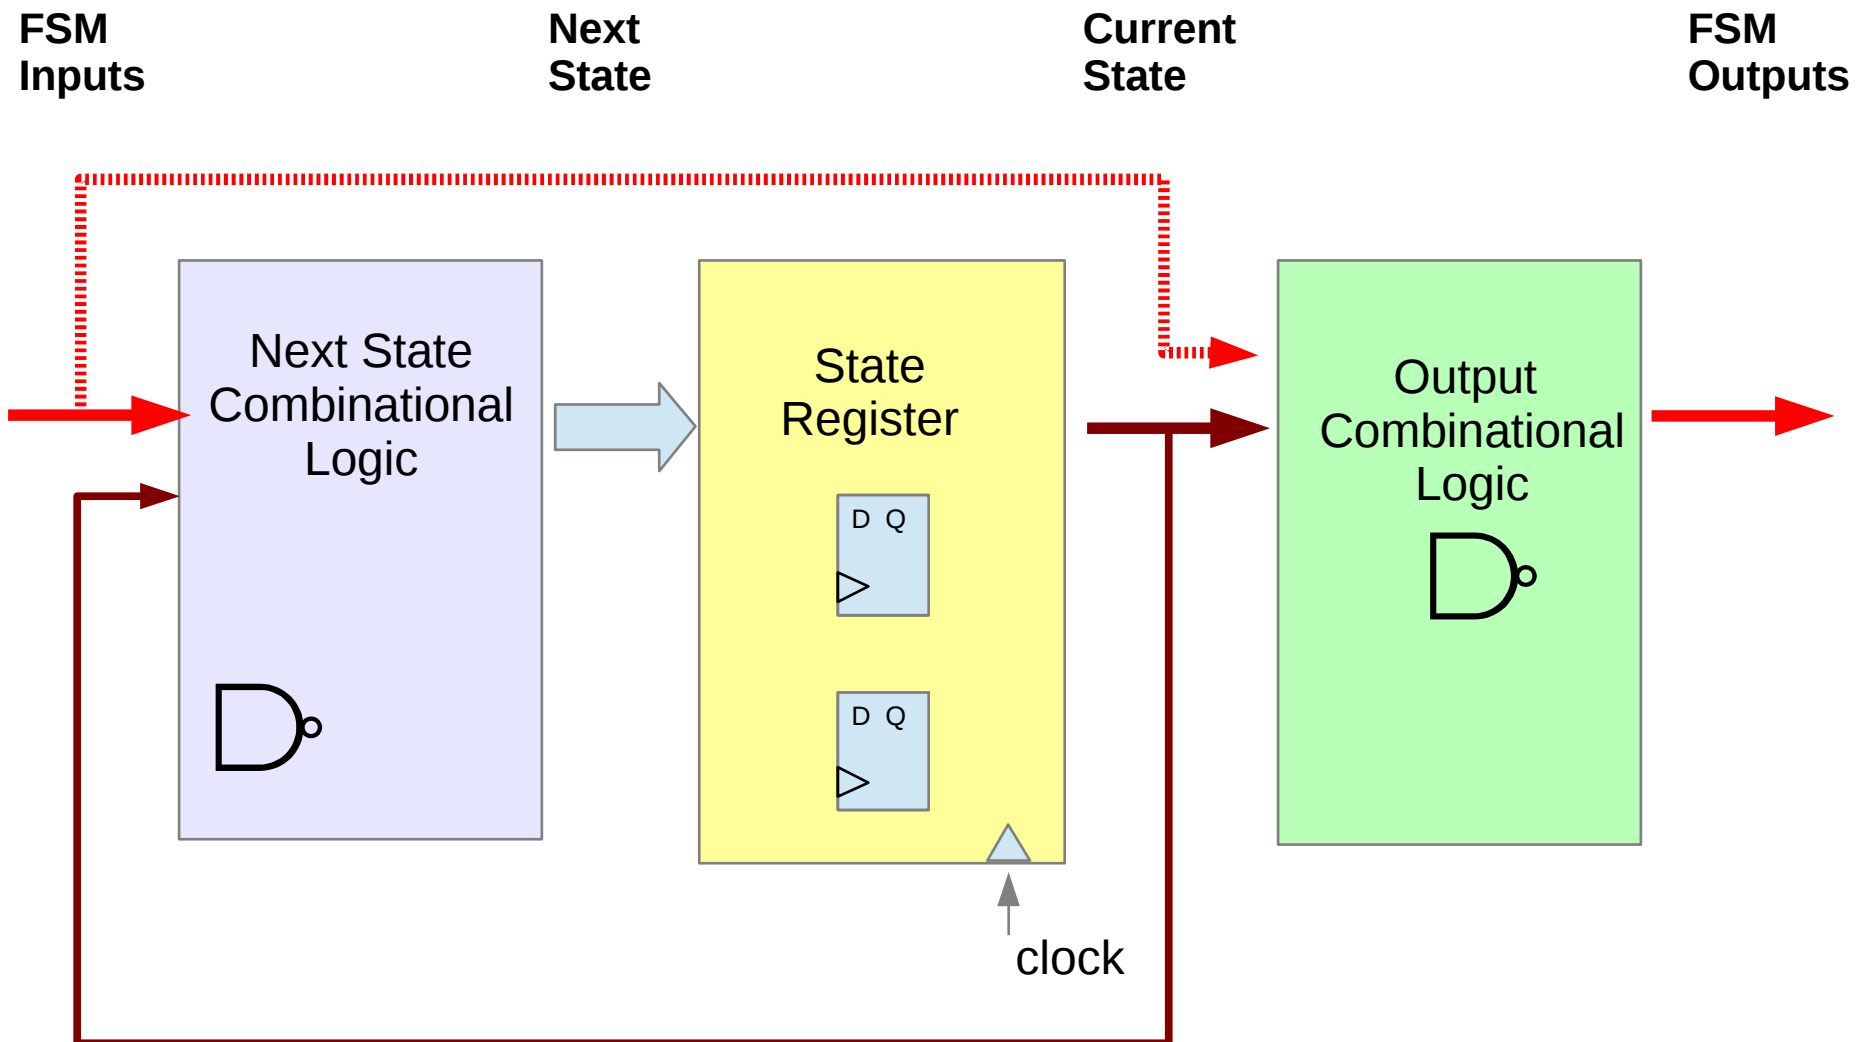 FSM
Inputs
Next
State
Current
State
FSM
Outputs
Next State
Combinational
Logic
State
Register
D Q
D Q
clock
Output
Combinational
Logic